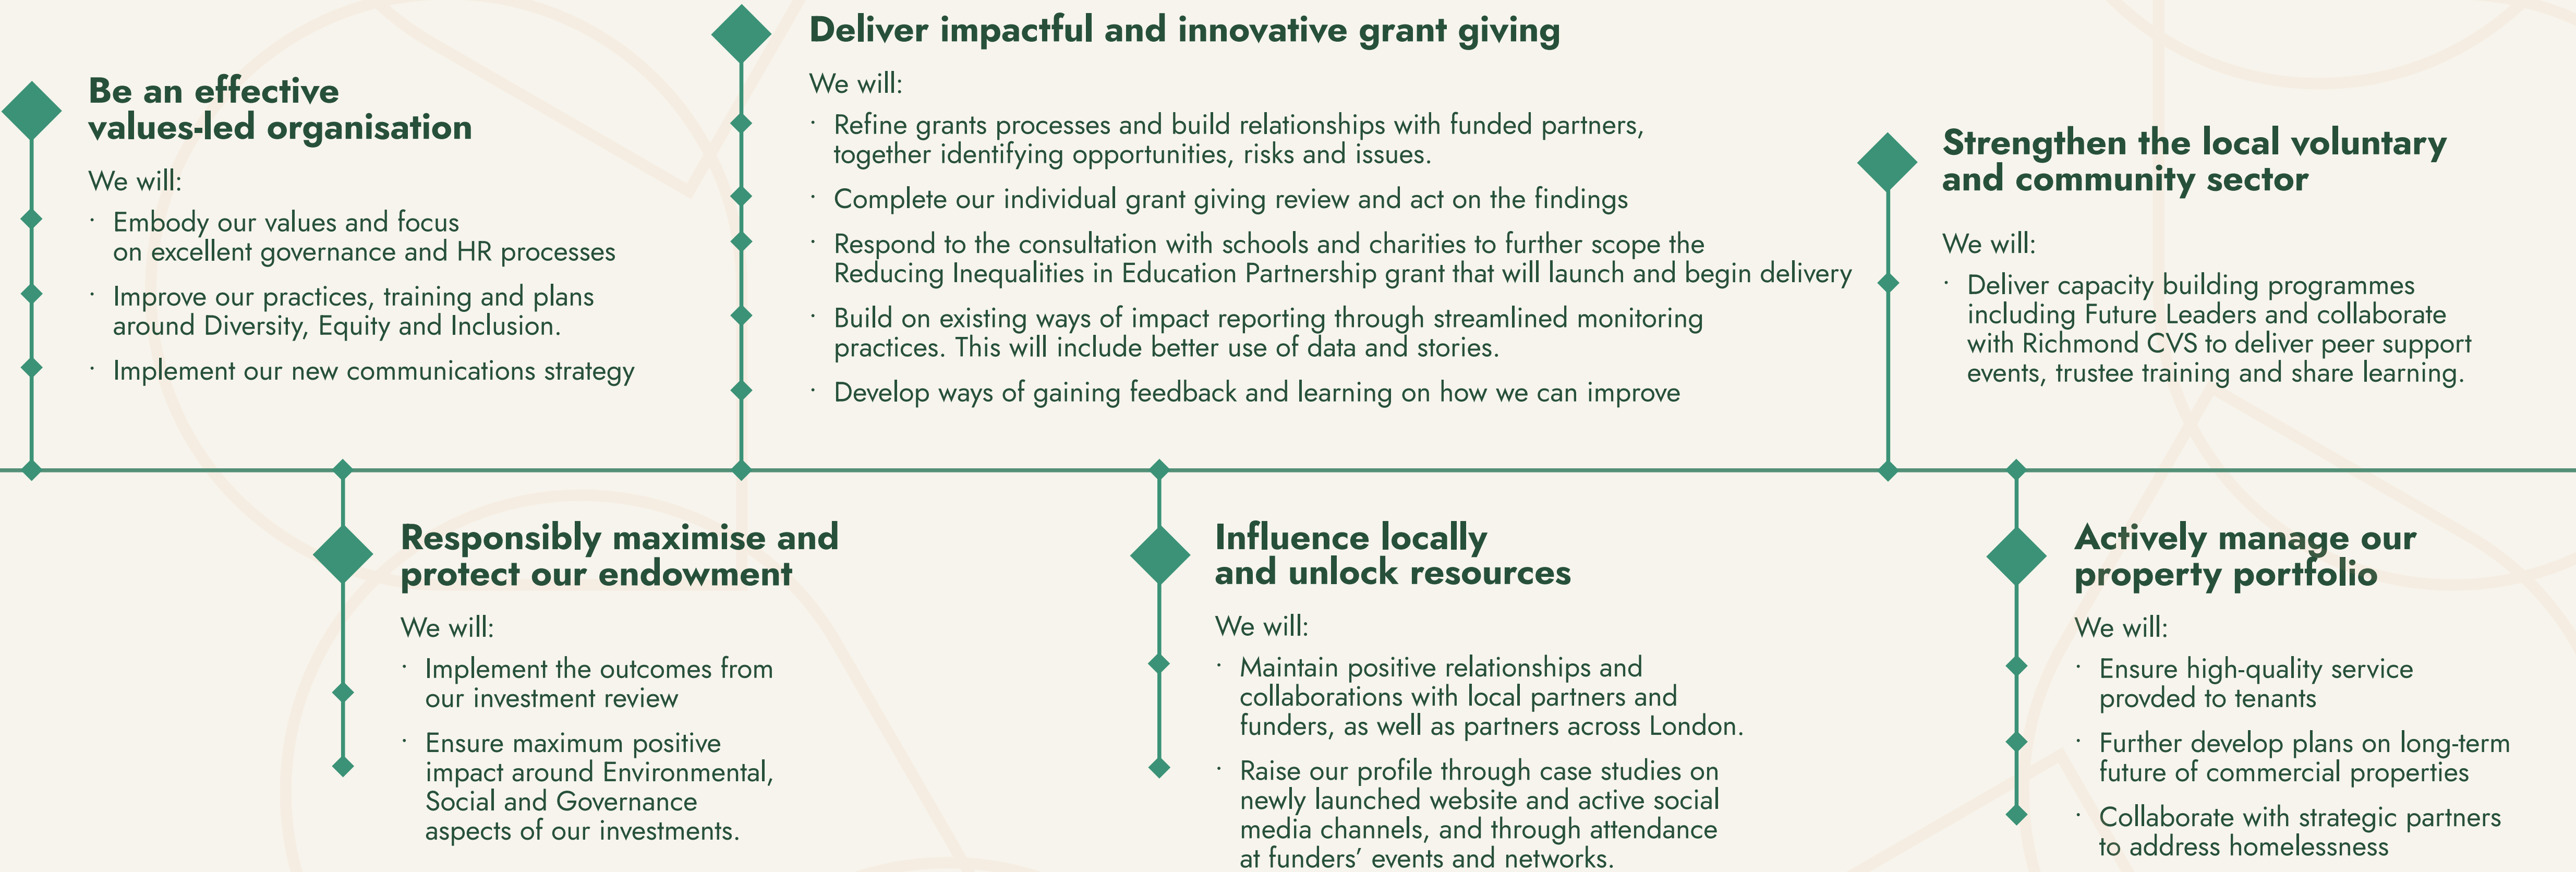 Be an effective
values-led organisation
We will:
· Embody our values and focus
on excellent governance and HR processes
· Improve our practices, training and plans
around Diversity, Equity and Inclusion.
· Implement our new communications strategy
Deliver impactful and innovative grant giving
We will:
· Refine grants processes and build relationships with funded partners,
together identifying opportunities, risks and issues.
· Complete our individual grant giving review and act on the findings
· Respond to the consultation with schools and charities to further scope the
Reducing Inequalities in Education Partnership grant that will launch and begin delivery
· Build on existing ways of impact reporting through streamlined monitoring
practices. This will include better use of data and stories.
· Develop ways of gaining feedback and learning on how we can improve
Strengthen the local voluntary
and community sector
We will:
· Deliver capacity building programmes
including Future Leaders and collaborate
with Richmond CVS to deliver peer support
events, trustee training and share learning.
Responsibly maximise and
protect our endowment
We will:
· Implement the outcomes from
our investment review
· Ensure maximum positive
impact around Environmental,
Social and Governance
aspects of our investments.
Influence locally
and unlock resources
We will:
· Maintain positive relationships and
collaborations with local partners and
funders, as well as partners across London.
· Raise our profile through case studies on
newly launched website and active social
media channels, and through attendance
at funders’ events and networks.
Actively manage our
property portfolio
We will:
· Ensure high-quality service
provded to tenants
· Further develop plans on long-term
future of commercial properties
· Collaborate with strategic partners
to address homelessness